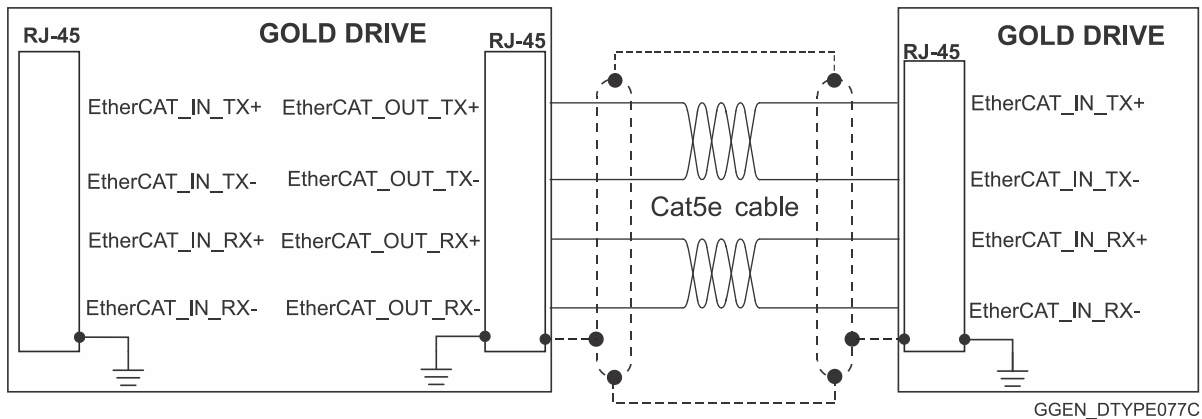 RJ-45
GOLD DRIVE
RJ-45
EtherCAT_IN_TX+
EtherCAT_OUT_TX+
EtherCAT_IN_TX-
EtherCAT_OUT_TX-
EtherCAT_IN_RX+
EtherCAT_OUT_RX+
EtherCAT_IN_RX-
EtherCAT_OUT_RX-
Cat5e cable
RJ-45
GOLD DRIVE
EtherCAT_IN_TX+
EtherCAT_IN_TX-
EtherCAT_IN_RX+
EtherCAT_IN_RX-
GGEN_DTYPE077C